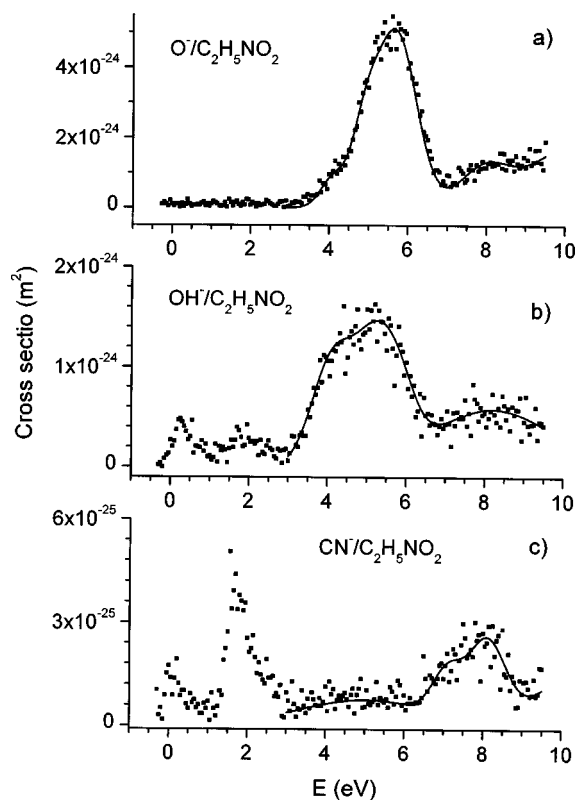 O⁻/C₂H₅NO₂
a)
4x10⁻²⁴
2x10⁻²⁴
0
0 2 4 6 8 10
2x10⁻²⁴
OH⁻/C₂H₅NO₂
b)
1x10⁻²⁴
0
0 2 4 6 8 10
Cross sectio (m²)
6x10⁻²⁵
CN⁻/C₂H₅NO₂
c)
3x10⁻²⁵
0
0 2 4 6 8 10
E (eV)